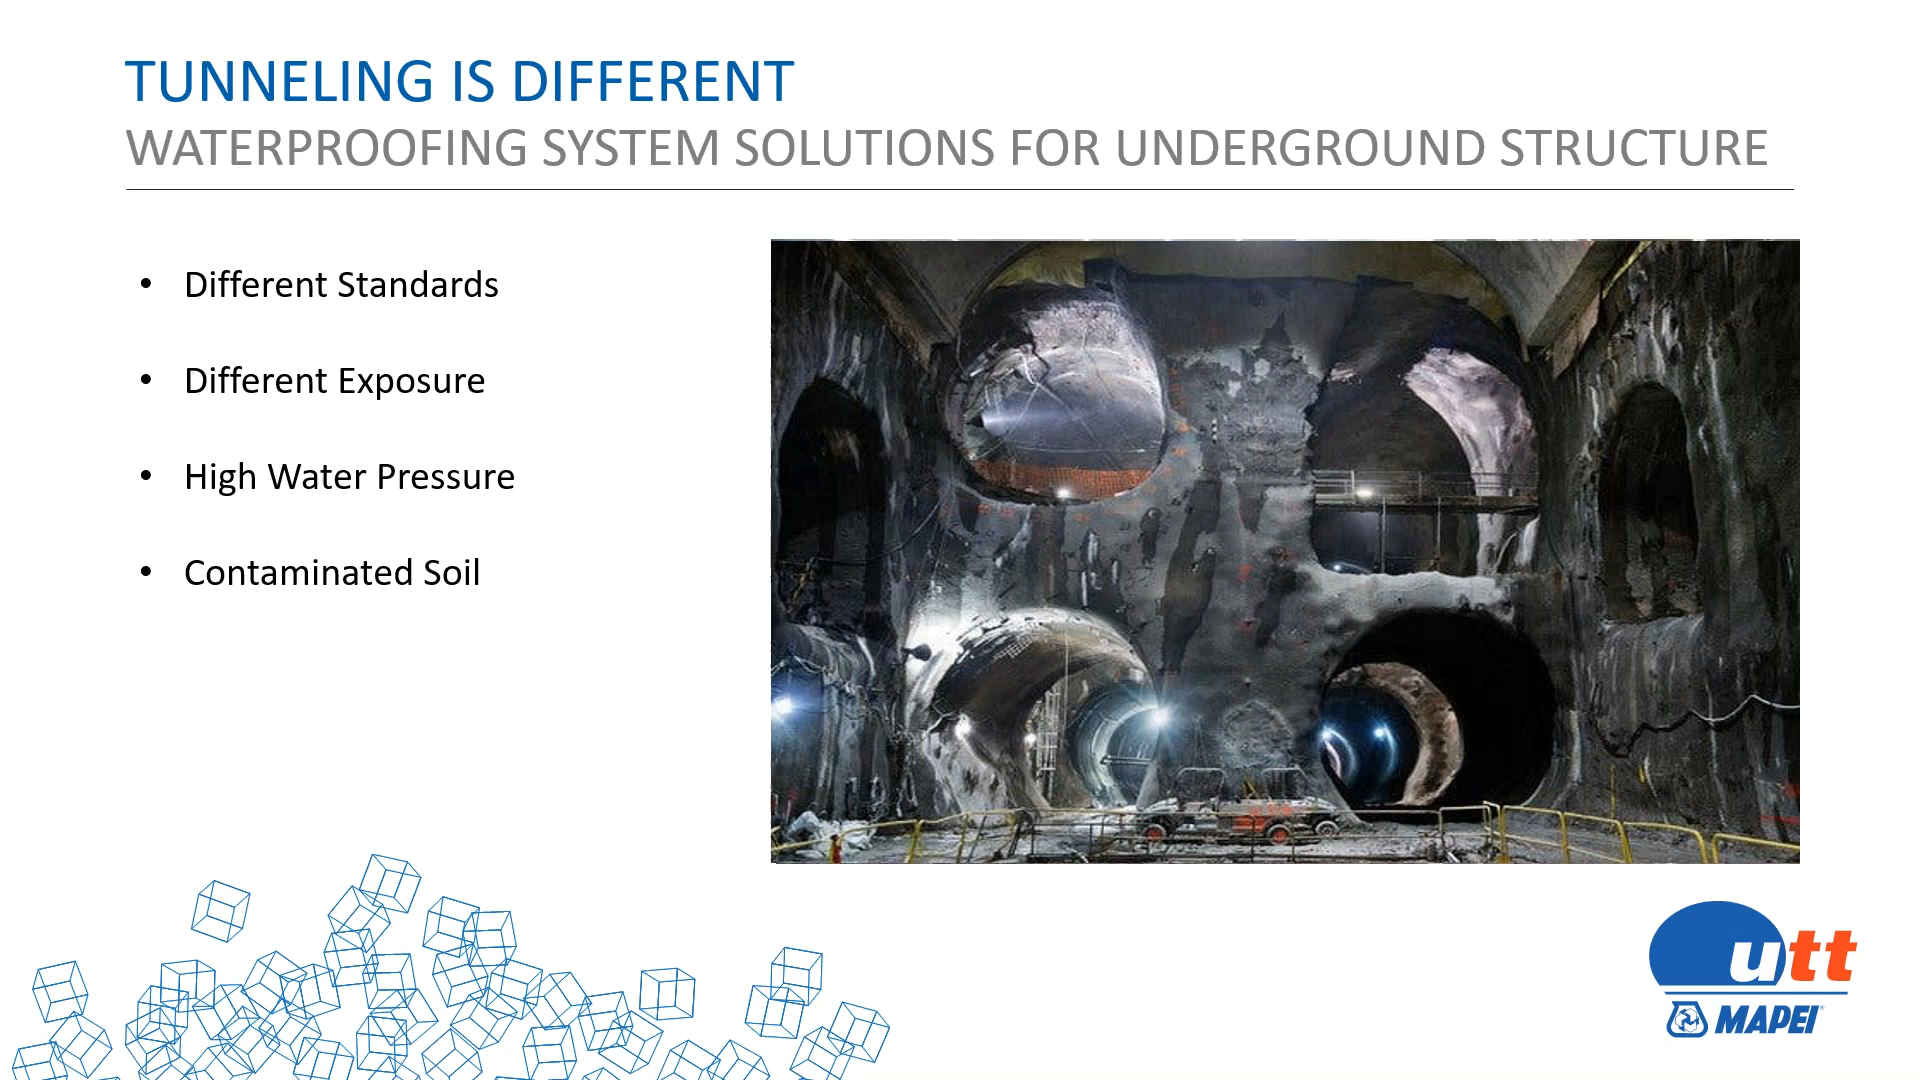 TUNNELING IS DIFFERENT
WATERPROOFING SYSTEM SOLUTIONS FOR UNDERGROUND STRUCTURE
• Different Standards
• Different Exposure
• High Water Pressure
• Contaminated Soil
utt
MAPEI®